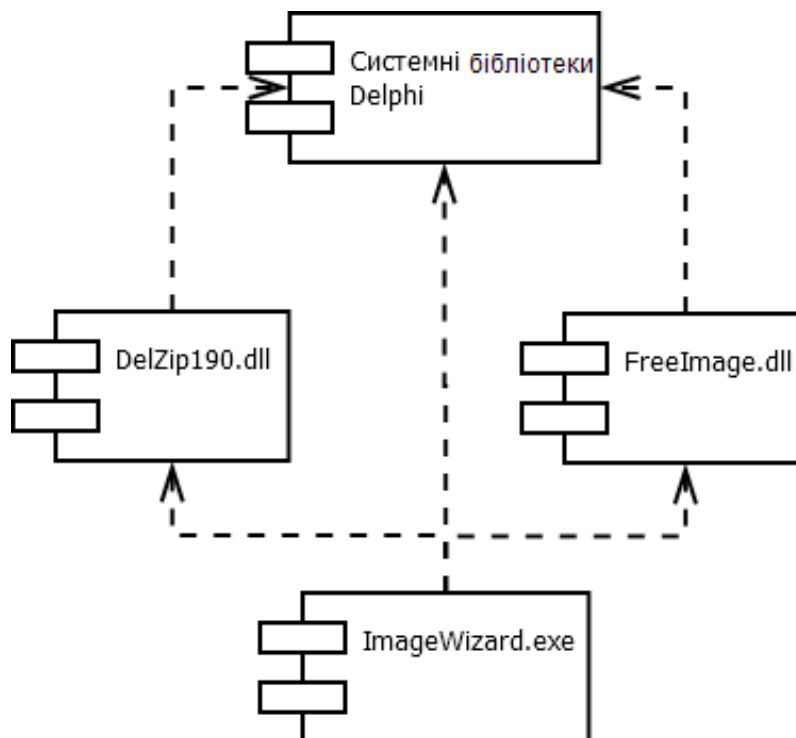 Системні бібліотеки
Delphi
DelZip190.dll
FreeImage.dll
ImageWizard.exe